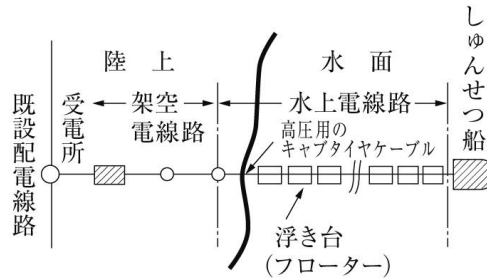 陸上
水面
しゅんせつ船
既設配電線路
受電所
架空
電線路
水上電線路
高圧用の
キャブタイヤケーブル
浮き台
(フローター)